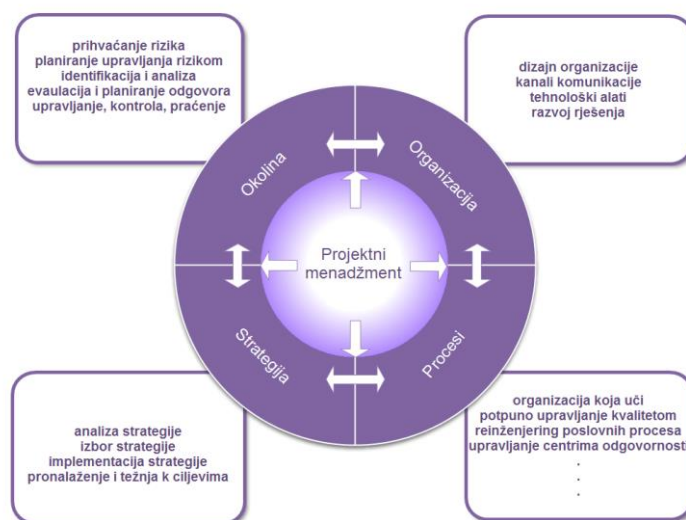 prihvaćanje rizika
planiranje upravljanja rizikom
identifikacija i analiza
evaulacija i planiranje odgovora
upravljanje, kontrola, praćenje
dizajn organizacije
kanali komunikacije
tehnološki alati
razvoj rješenja
Okolina
Organizacija
Projektni
menadžment
Strategija
Procesi
analiza strategije
izbor strategije
implementacija strategije
pronalaženje i težnja k ciljevima
organizacija koja uči
potpuno upravljanje kvalitetom
reinženjering poslovnih procesa
upravljanje centrima odgovornosti
.
.
.